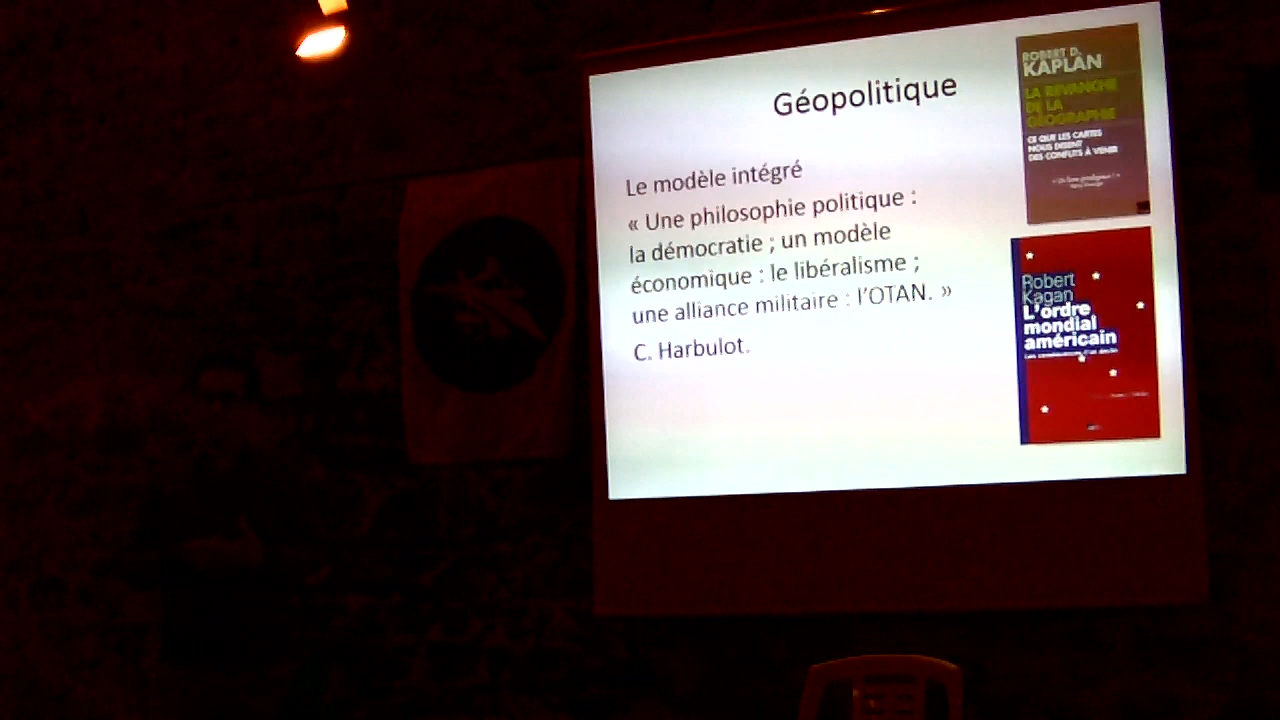 Géopolitique
Le modèle intégré
« Une philosophie politique :
la démocratie ; un modèle
économique : le libéralisme ;
une alliance militaire : l’OTAN. »
C. Harbulot.
ROBERT D.
KAPLAN
LA REVANCHE
DE LA
GÉOGRAPHIE
CE QUE LES CARTES
NOUS DISENT
DES CONFLITS À VENIR
Robert
Kagan
L'ordre
mondial
américain